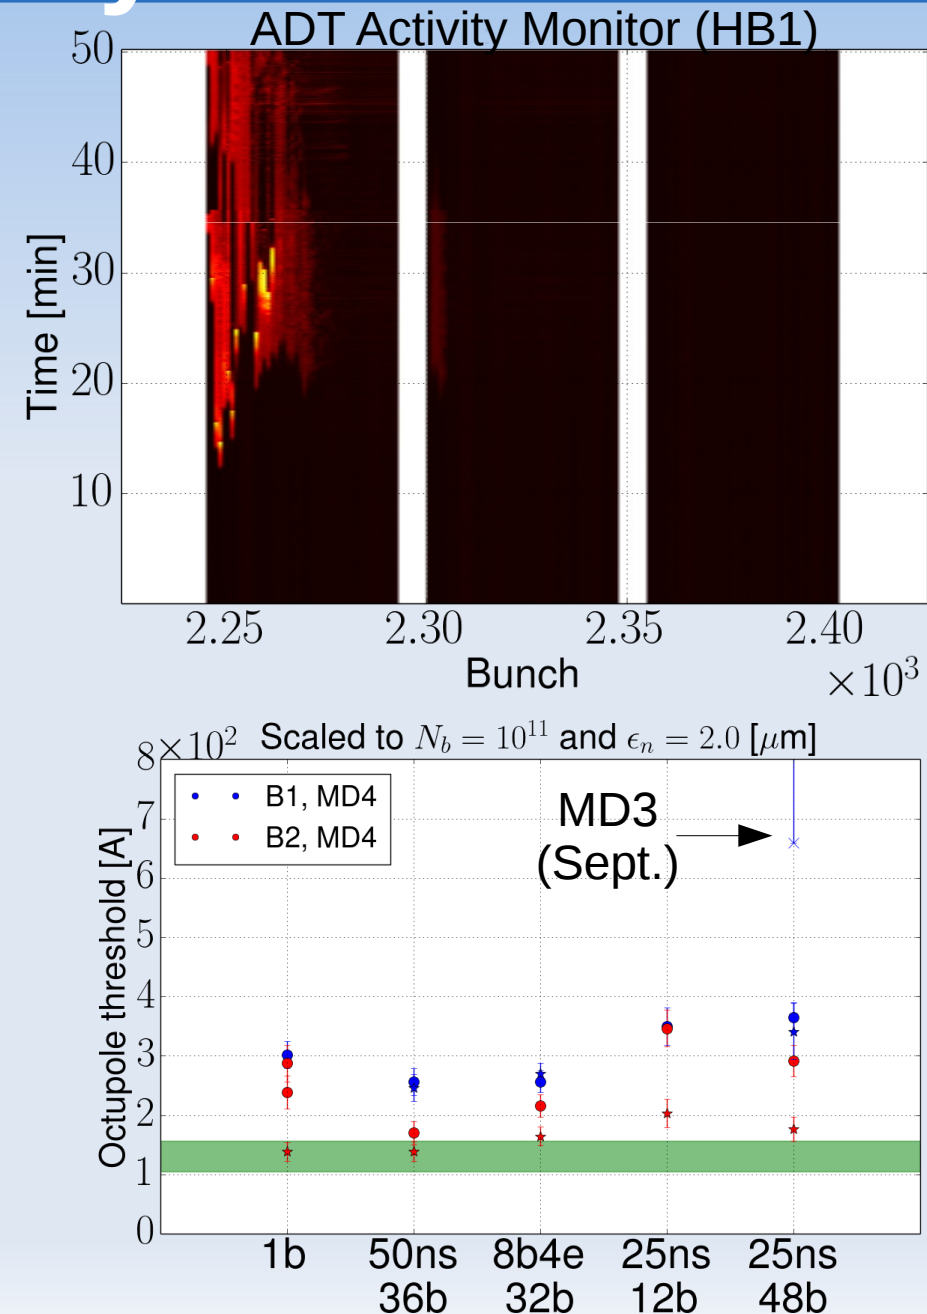 ADT Activity Monitor (HB1)
50
40
30
20
10
Time [min]
2.25 2.30 2.35 2.40
Bunch ×10³
8×10² Scaled to N_b = 10¹¹ and ϵ_n = 2.0 [μm]
B1, MD4
B2, MD4
MD3
(Sept.)
7
6
5
4
3
2
1
0
Octupole threshold [A]
1b 50ns 8b4e 25ns 25ns
36b 32b 12b 48b